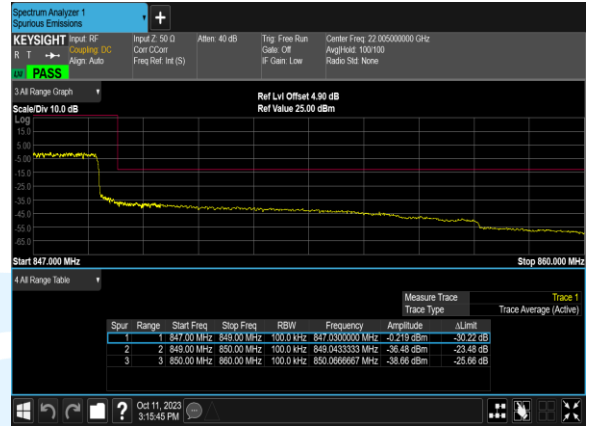 Spectrum Analyzer 1
Spurious Emissions
KEYSIGHT Input: RF Input Z: 50 Ω Atten: 40 dB Trig: Free Run Center Freq: 22.005000000 GHz
R T Coupling: DC Corr CCorr Gate: Off Avg|Hold: 100/100
Align: Auto Freq Ref: Int (S) IF Gain: Low Radio Std: None
PASS
3 All Range Graph
Ref Lvl Offset 4.90 dB
Scale/Div 10.0 dB Ref Value 25.00 dBm
Log
15.0
5.00
-5.00
-15.0
-25.0
-35.0
-45.0
-55.0
-65.0
Start 847.000 MHz Stop 860.000 MHz
4 All Range Table
Measure Trace Trace 1
Trace Type Trace Average (Active)
Spur Range Start Freq Stop Freq RBW Frequency Amplitude ΔLimit
1 1 847.00 MHz 849.00 MHz 100.0 kHz 847.0300000 MHz -0.219 dBm -30.22 dB
2 2 849.00 MHz 850.00 MHz 100.0 kHz 849.0433333 MHz -36.48 dBm -23.48 dB
3 3 850.00 MHz 860.00 MHz 100.0 kHz 850.0666667 MHz -38.66 dBm -25.66 dB
Oct 11, 2023
3:15:45 PM